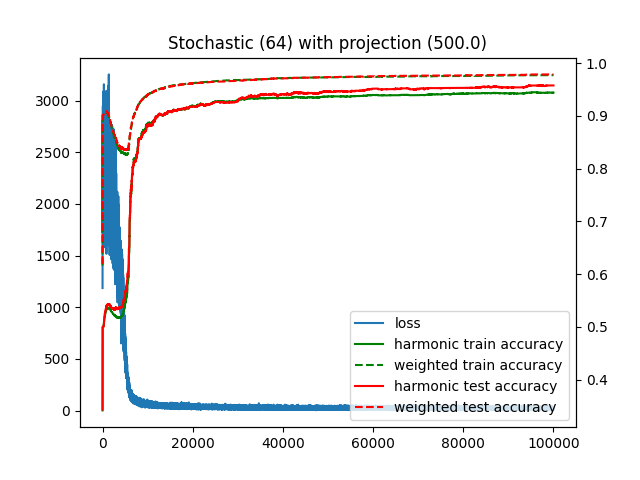 Stochastic (64) with projection (500.0)
3000
2500
2000
1500
1000
500
0
1.0
0.9
0.8
0.7
0.6
0.5
0.4
loss
harmonic train accuracy
weighted train accuracy
harmonic test accuracy
weighted test accuracy
0 20000 40000 60000 80000 100000